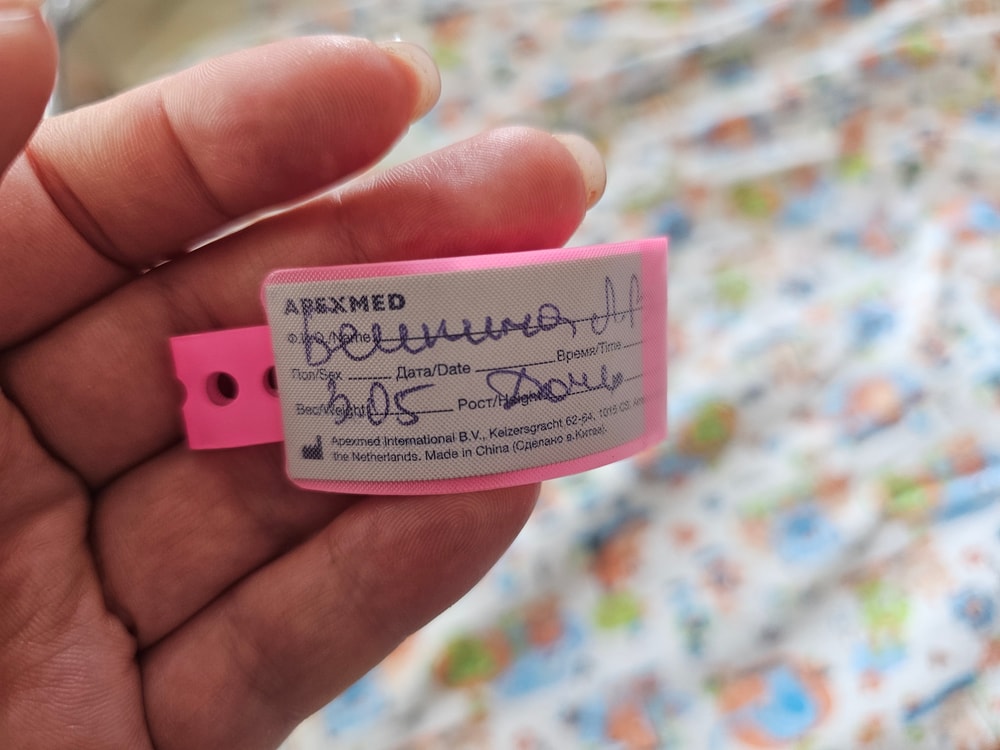 APEXMED
Ф.И.О./Name
Пол/Sex ........ Дата/Date ............... Время/Time
3.05 Дочь
Вес/Weight ............ Рост/Height
Apexmed International B.V., Keizersgracht 62-64, 1015 CS,
the Netherlands. Made in China (Сделано в Китае).